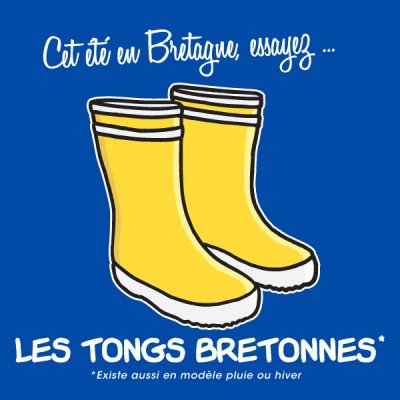 Cet été en Bretagne, essayez ...
LES TONGS BRETONNES*
*Existe aussi en modèle pluie ou hiver